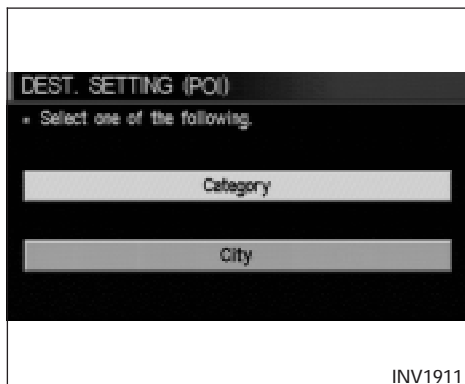 DEST. SETTING (POI)
▪ Select one of the following.
Category
City
INV1911